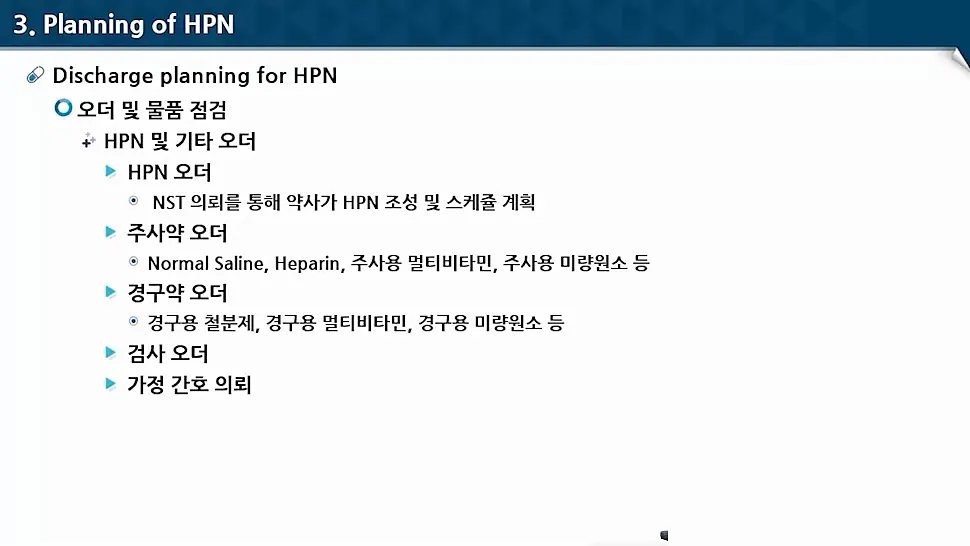 3. Planning of HPN
Discharge planning for HPN
오더 및 물품 점검
HPN 및 기타 오더
HPN 오더
NST 의뢰를 통해 약사가 HPN 조성 및 스케쥴 계획
주사약 오더
Normal Saline, Heparin, 주사용 멀티비타민, 주사용 미량원소 등
경구약 오더
경구용 철분제, 경구용 멀티비타민, 경구용 미량원소 등
검사 오더
가정 간호 의뢰